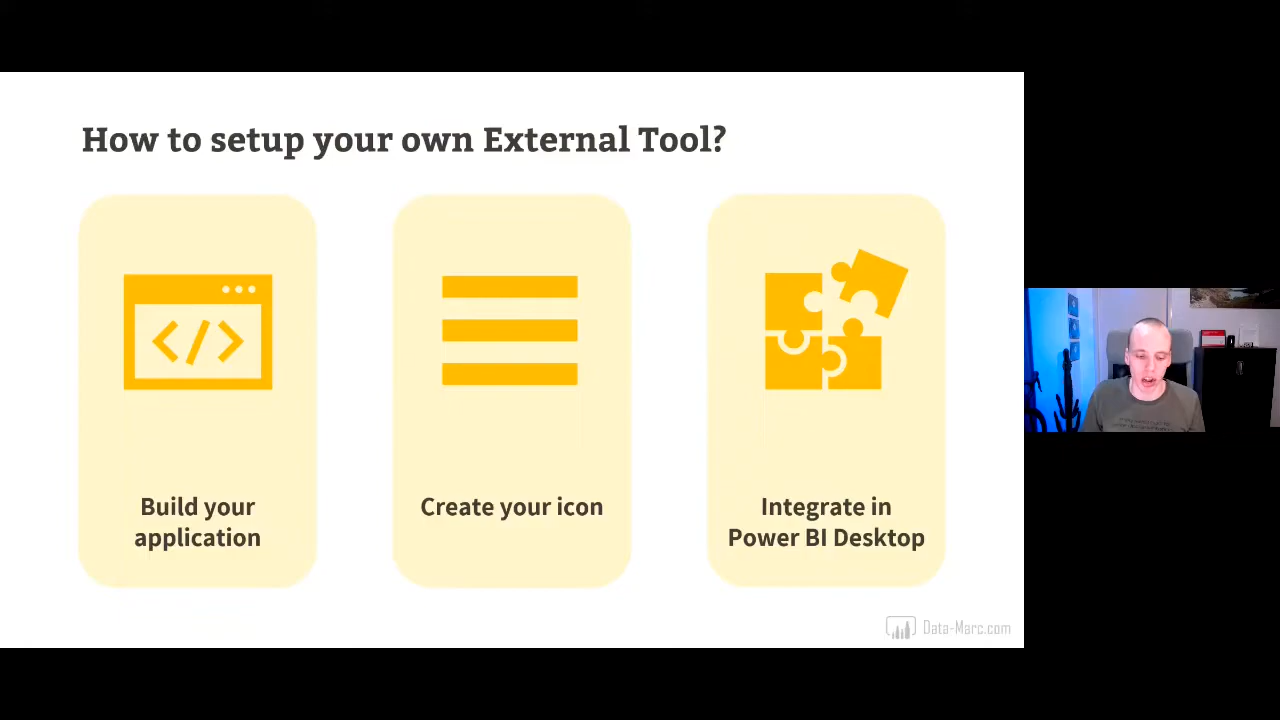 How to setup your own External Tool?
Build your
application
Create your icon
Integrate in
Power BI Desktop
Data-Marc.com